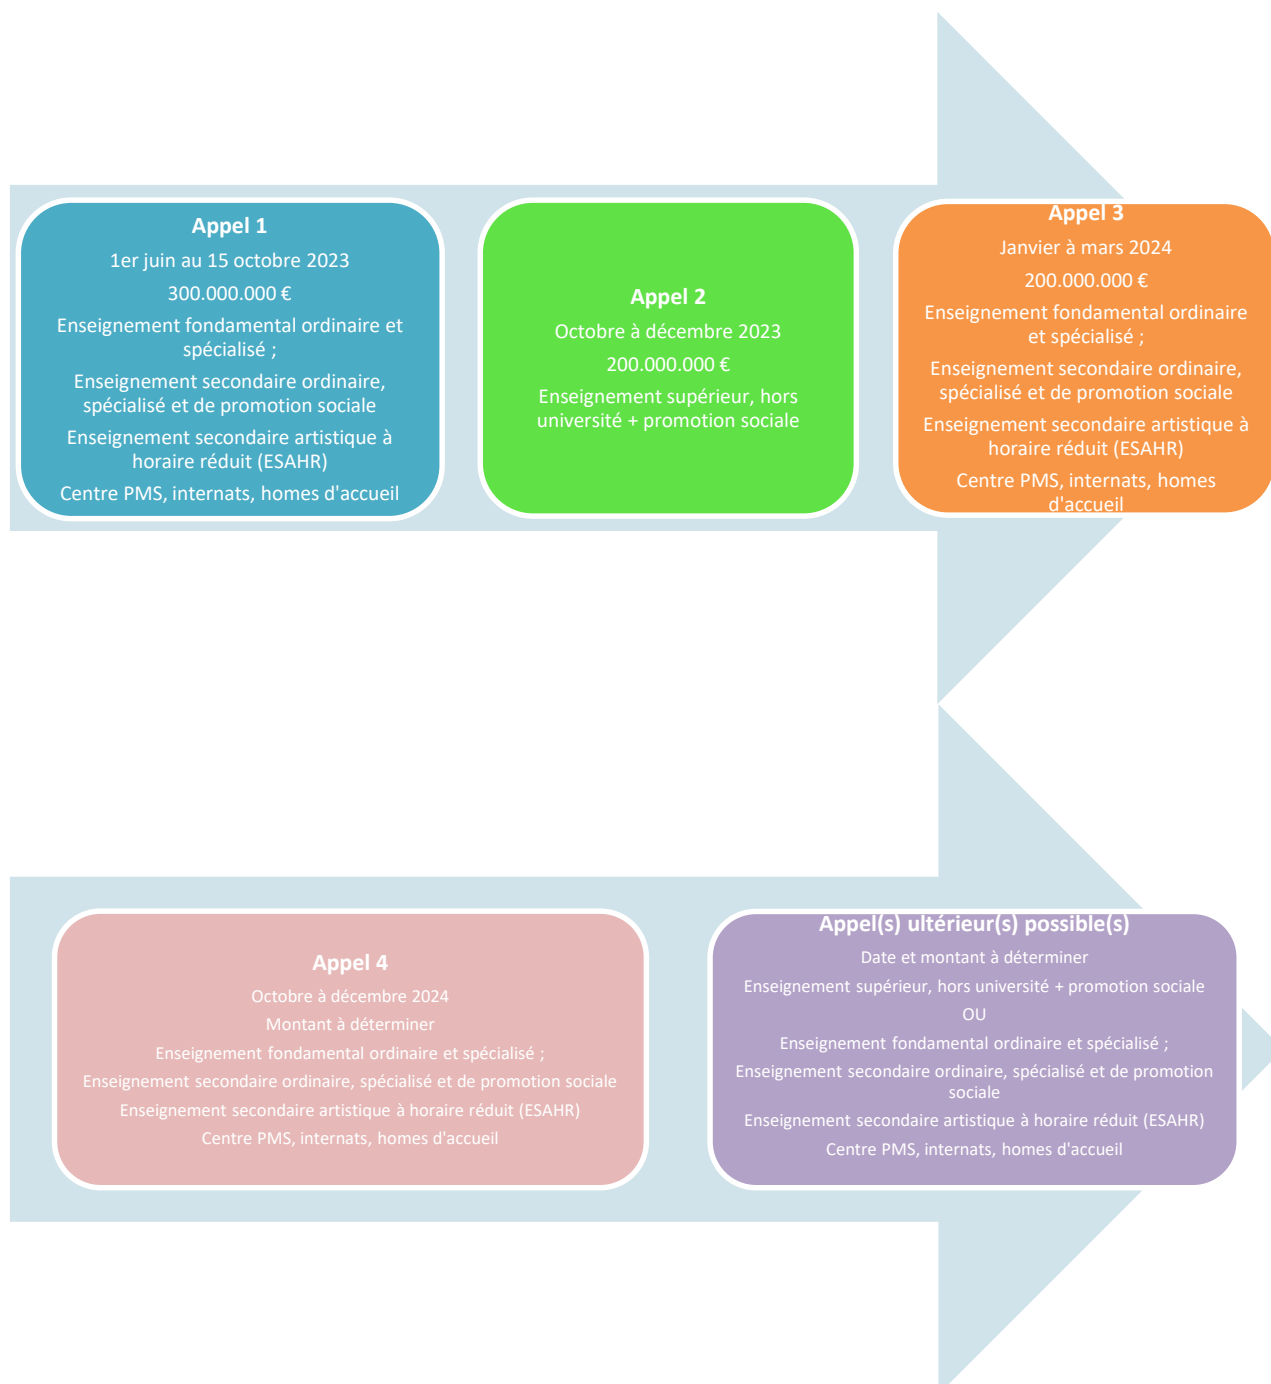 Appel 1
1er juin au 15 octobre 2023
300.000.000 €
Enseignement fondamental ordinaire et
spécialisé ;
Enseignement secondaire ordinaire,
spécialisé et de promotion sociale
Enseignement secondaire artistique à
horaire réduit (ESAHR)
Centre PMS, internats, homes d'accueil
Appel 2
Octobre à décembre 2023
200.000.000 €
Enseignement supérieur, hors
université + promotion sociale
Appel 3
Janvier à mars 2024
200.000.000 €
Enseignement fondamental ordinaire
et spécialisé ;
Enseignement secondaire ordinaire,
spécialisé et de promotion sociale
Enseignement secondaire artistique à
horaire réduit (ESAHR)
Centre PMS, internats, homes
d'accueil
Appel 4
Octobre à décembre 2024
Montant à déterminer
Enseignement fondamental ordinaire et spécialisé ;
Enseignement secondaire ordinaire, spécialisé et de promotion sociale
Enseignement secondaire artistique à horaire réduit (ESAHR)
Centre PMS, internats, homes d'accueil
Appel(s) ultérieur(s) possible(s)
Date et montant à déterminer
Enseignement supérieur, hors université + promotion sociale
OU
Enseignement fondamental ordinaire et spécialisé ;
Enseignement secondaire ordinaire, spécialisé et de promotion
sociale
Enseignement secondaire artistique à horaire réduit (ESAHR)
Centre PMS, internats, homes d'accueil